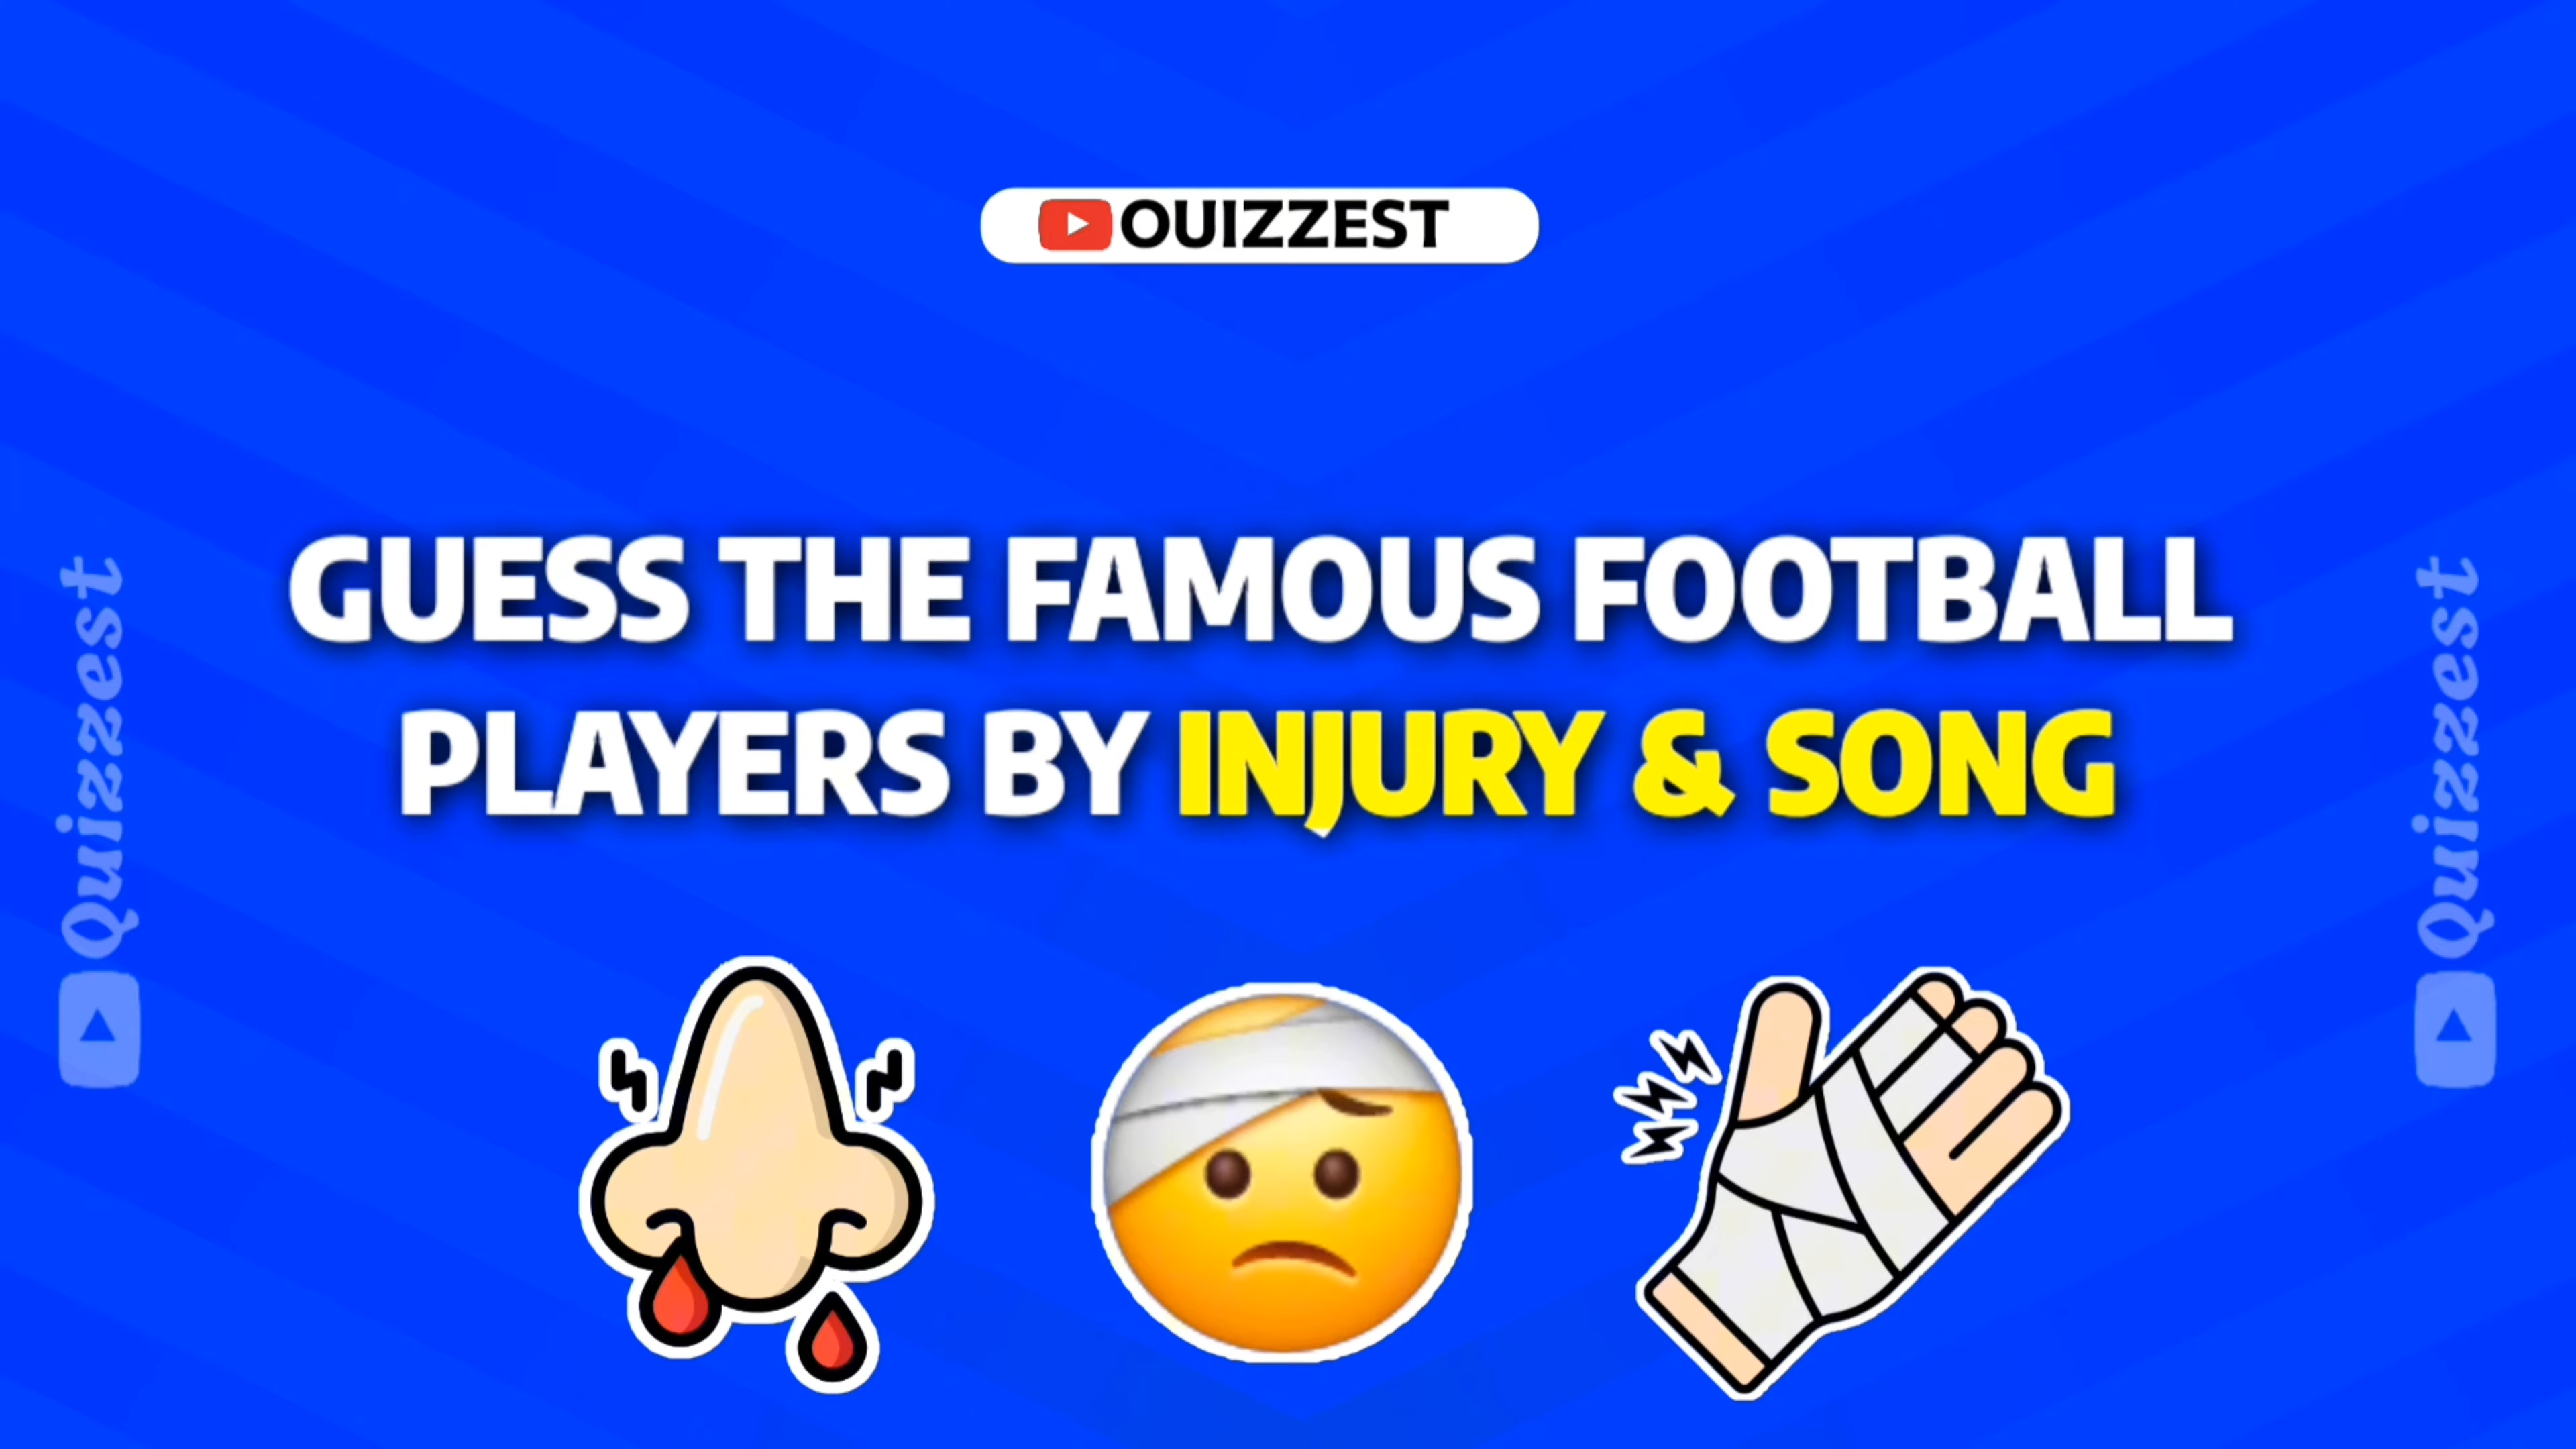 OUIZZEST
GUESS THE FAMOUS FOOTBALL
PLAYERS BY INJURY & SONG
Quizzest
Quizzest